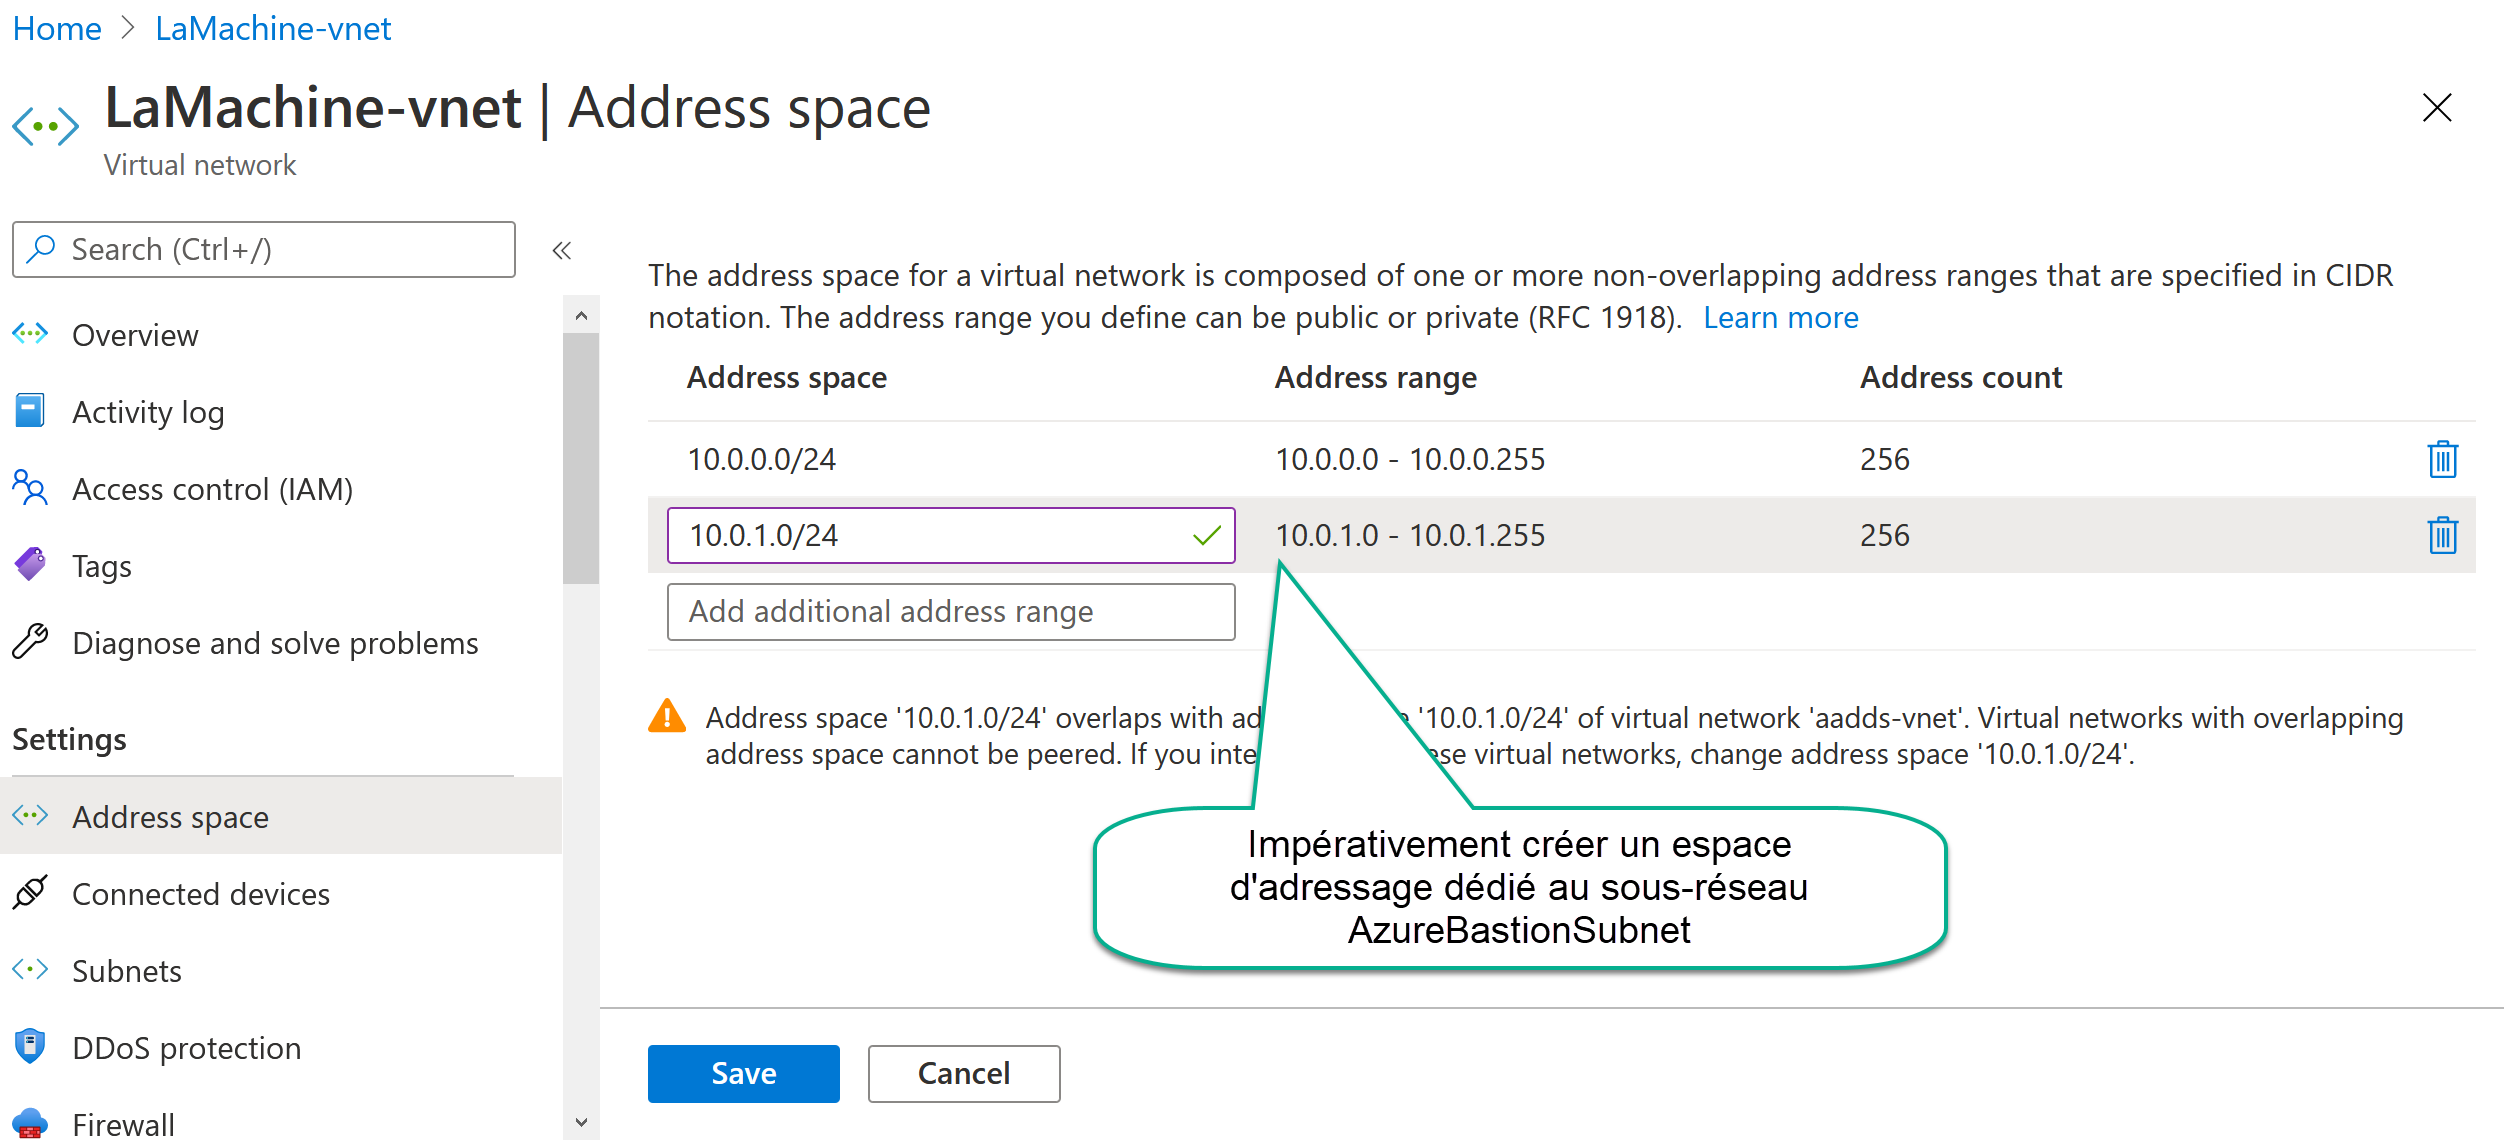 Home > LaMachine-vnet
LaMachine-vnet | Address space
Virtual network
Search (Ctrl+/)
«
Overview
Activity log
Access control (IAM)
Tags
Diagnose and solve problems
Settings
Address space
Connected devices
Subnets
DDoS protection
Firewall
The address space for a virtual network is composed of one or more non-overlapping address ranges that are specified in CIDR
notation. The address range you define can be public or private (RFC 1918). Learn more
Address space Address range Address count
10.0.0.0/24 10.0.0.0 - 10.0.0.255 256
10.0.1.0/24 10.0.1.0 - 10.0.1.255 256
Add additional address range
Address space '10.0.1.0/24' overlaps with '10.0.1.0/24' of virtual network 'aadds-vnet'. Virtual networks with overlapping
address space cannot be peered. If you virtual networks, change address space '10.0.1.0/24'.
Impérativement créer un espace
d'adressage dédié au sous-réseau
AzureBastionSubnet
Save Cancel